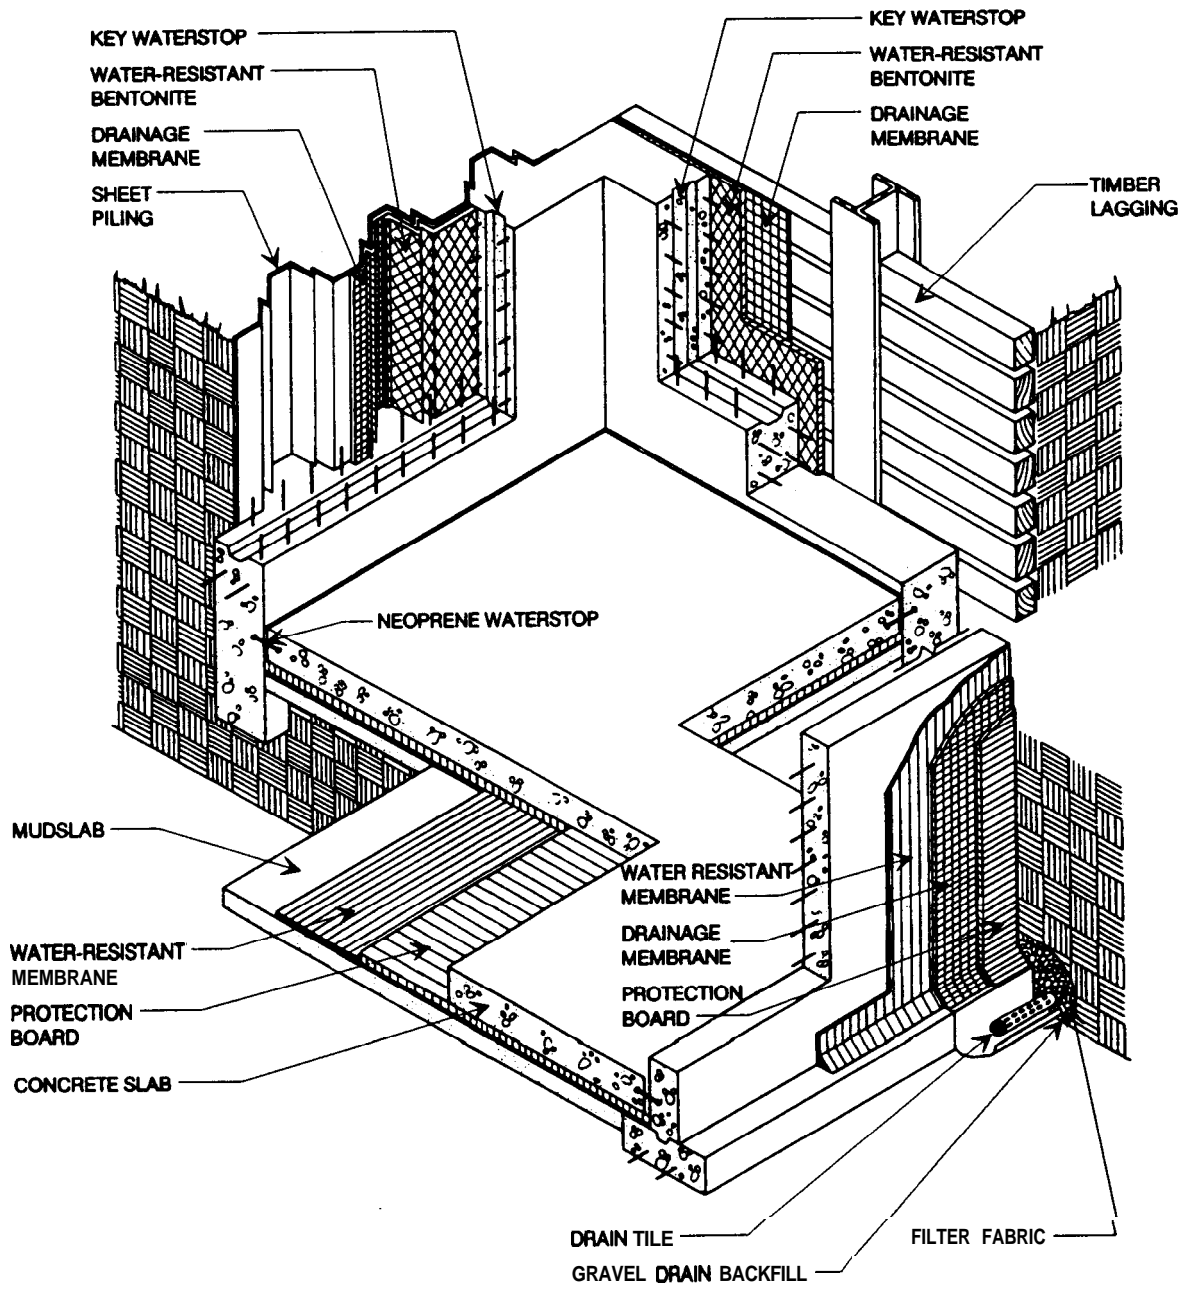 KEY WATERSTOP
WATER-RESISTANT
BENTONITE
DRAINAGE
MEMBRANE
SHEET
PILING
KEY WATERSTOP
WATER-RESISTANT
BENTONITE
DRAINAGE
MEMBRANE
TIMBER
LAGGING
NEOPRENE WATERSTOP
MUDSLAB
WATER-RESISTANT
MEMBRANE
PROTECTION
BOARD
CONCRETE SLAB
WATER RESISTANT
MEMBRANE
DRAINAGE
MEMBRANE
PROTECTION
BOARD
DRAIN TILE
FILTER FABRIC
GRAVEL DRAIN BACKFILL